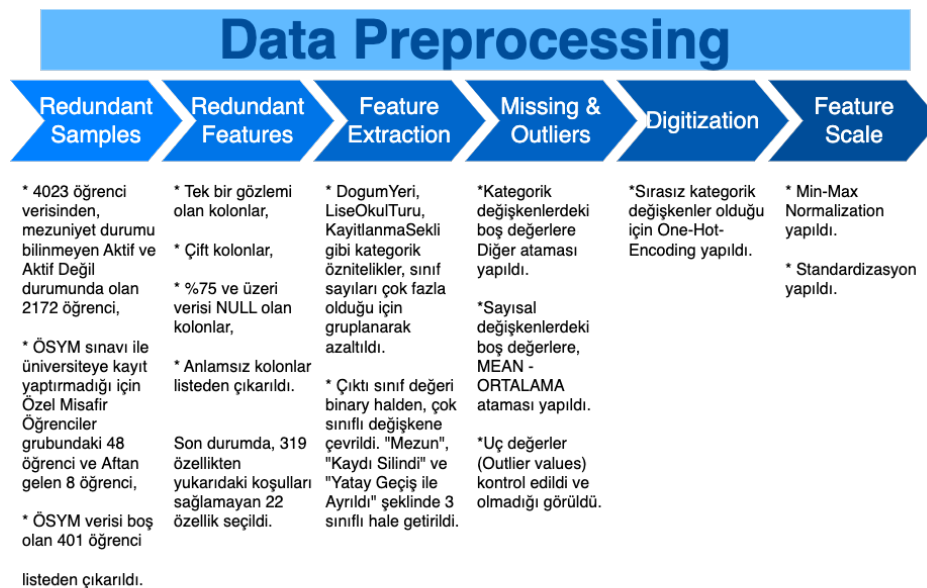 Data Preprocessing
Redundant
Samples
Redundant
Features
Feature
Extraction
Missing &
Outliers
Digitization
Feature
Scale
* 4023 öğrenci
verisinden,
mezuniyet durumu
bilinmeyen Aktif ve
Aktif Değil
durumunda olan
2172 öğrenci,
* ÖSYM sınavı ile
üniversiteye kayıt
yaptırmadığı için
Özel Misafir
Öğrenciler
grubundaki 48
öğrenci ve Aftan
gelen 8 öğrenci,
* ÖSYM verisi boş
olan 401 öğrenci
listeden çıkarıldı.
* Tek bir gözlemi
olan kolonlar,
* Çift kolonlar,
* %75 ve üzeri
verisi NULL olan
kolonlar,
* Anlamsız kolonlar
listeden çıkarıldı.
Son durumda, 319
özellikten
yukarıdaki koşulları
sağlamayan 22
özellik seçildi.
* DogumYeri,
LiseOkulTuru,
KayitlanmaSekli
gibi kategorik
öznitelikler, sınıf
sayıları çok fazla
olduğu için
gruplanarak
azaltıldı.
* Çıktı sınıf değeri
binary halden, çok
sınıflı değişkene
çevrildi. "Mezun",
"Kaydı Silindi" ve
"Yatay Geçiş ile
Ayrıldı" şeklinde 3
sınıflı hale getirildi.
*Kategorik
değişkenlerdeki
boş değerlere
Diğer ataması
yapıldı.
*Sayısal
değişkenlerdeki
boş değerlere,
MEAN -
ORTALAMA
ataması yapıldı.
*Uç değerler
(Outlier values)
kontrol edildi ve
olmadığı görüldü.
*Sırasız kategorik
değişkenler olduğu
için One-Hot-
Encoding yapıldı.
* Min-Max
Normalization
yapıldı.
* Standardizasyon
yapıldı.